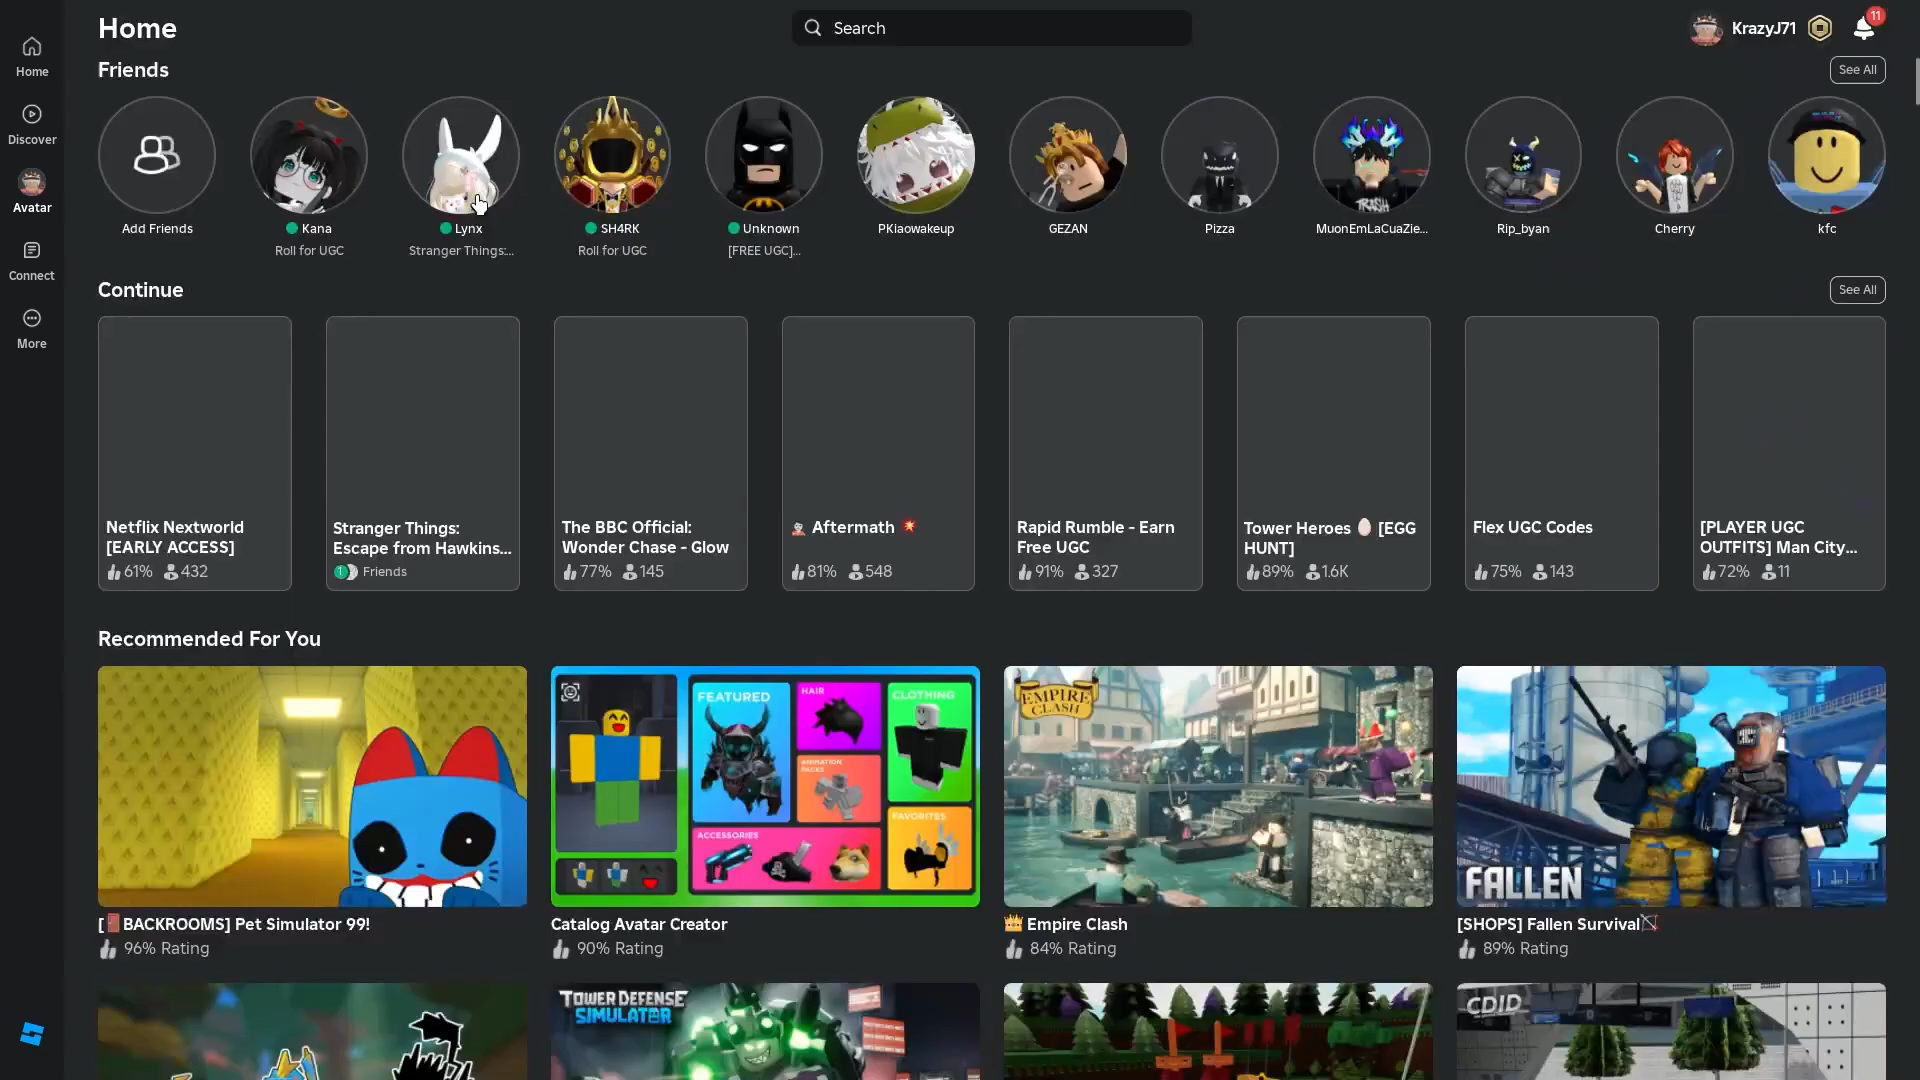 Home
Search
KrazyJ71
11
Home
Discover
Avatar
Connect
More
Friends
See All
Add Friends
Kana
Roll for UGC
Lynx
Stranger Things:...
SH4RK
Roll for UGC
Unknown
[FREE UGC]...
PKiaowakeup
GEZAN
Pizza
MuonEmLaCuaZie...
Rip_byan
Cherry
kfc
TRASH
Continue
See All
Netflix Nextworld
[EARLY ACCESS]
61% 432
Stranger Things:
Escape from Hawkins...
1 Friends
The BBC Official:
Wonder Chase - Glow
77% 145
Aftermath
81% 548
Rapid Rumble - Earn
Free UGC
91% 327
Tower Heroes 🥚 [EGG
HUNT]
89% 1.6K
Flex UGC Codes
75% 143
[PLAYER UGC
OUTFITS] Man City...
72% 11
Recommended For You
FEATURED
HAIR
CLOTHING
ANIMATION
PACKS
ACCESSORIES
FAVORITES
EMPIRE
CLASH
FALLEN
[🚪BACKROOMS] Pet Simulator 99!
96% Rating
Catalog Avatar Creator
90% Rating
👑 Empire Clash
84% Rating
[SHOPS] Fallen Survival🏹
89% Rating
TOWER DEFENSE
SIMULATOR
CDID